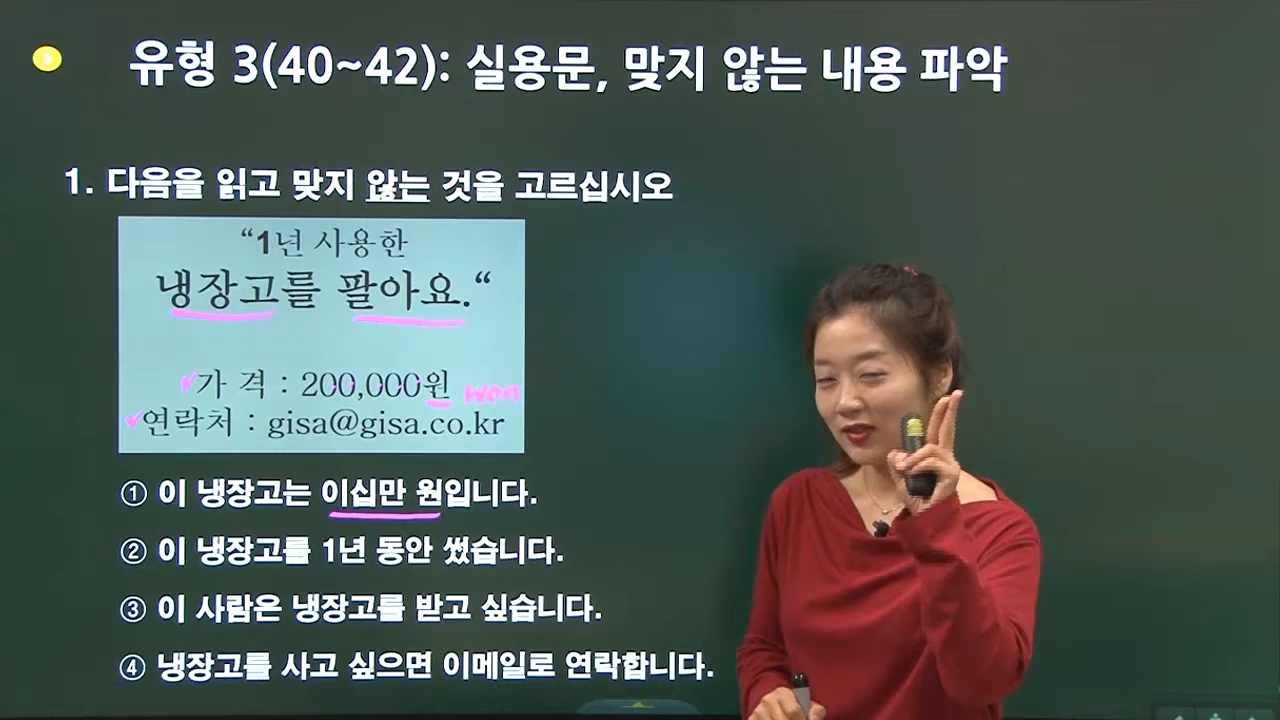 유형 3(40~42): 실용문, 맞지 않는 내용 파악
1. 다음을 읽고 맞지 않는 것을 고르십시오
“1년 사용한
냉장고를 팔아요.“
가 격 : 200,000원 won
연락처 : gisa@gisa.co.kr
① 이 냉장고는 이십만 원입니다.
② 이 냉장고를 1년 동안 썼습니다.
③ 이 사람은 냉장고를 받고 싶습니다.
④ 냉장고를 사고 싶으면 이메일로 연락합니다.